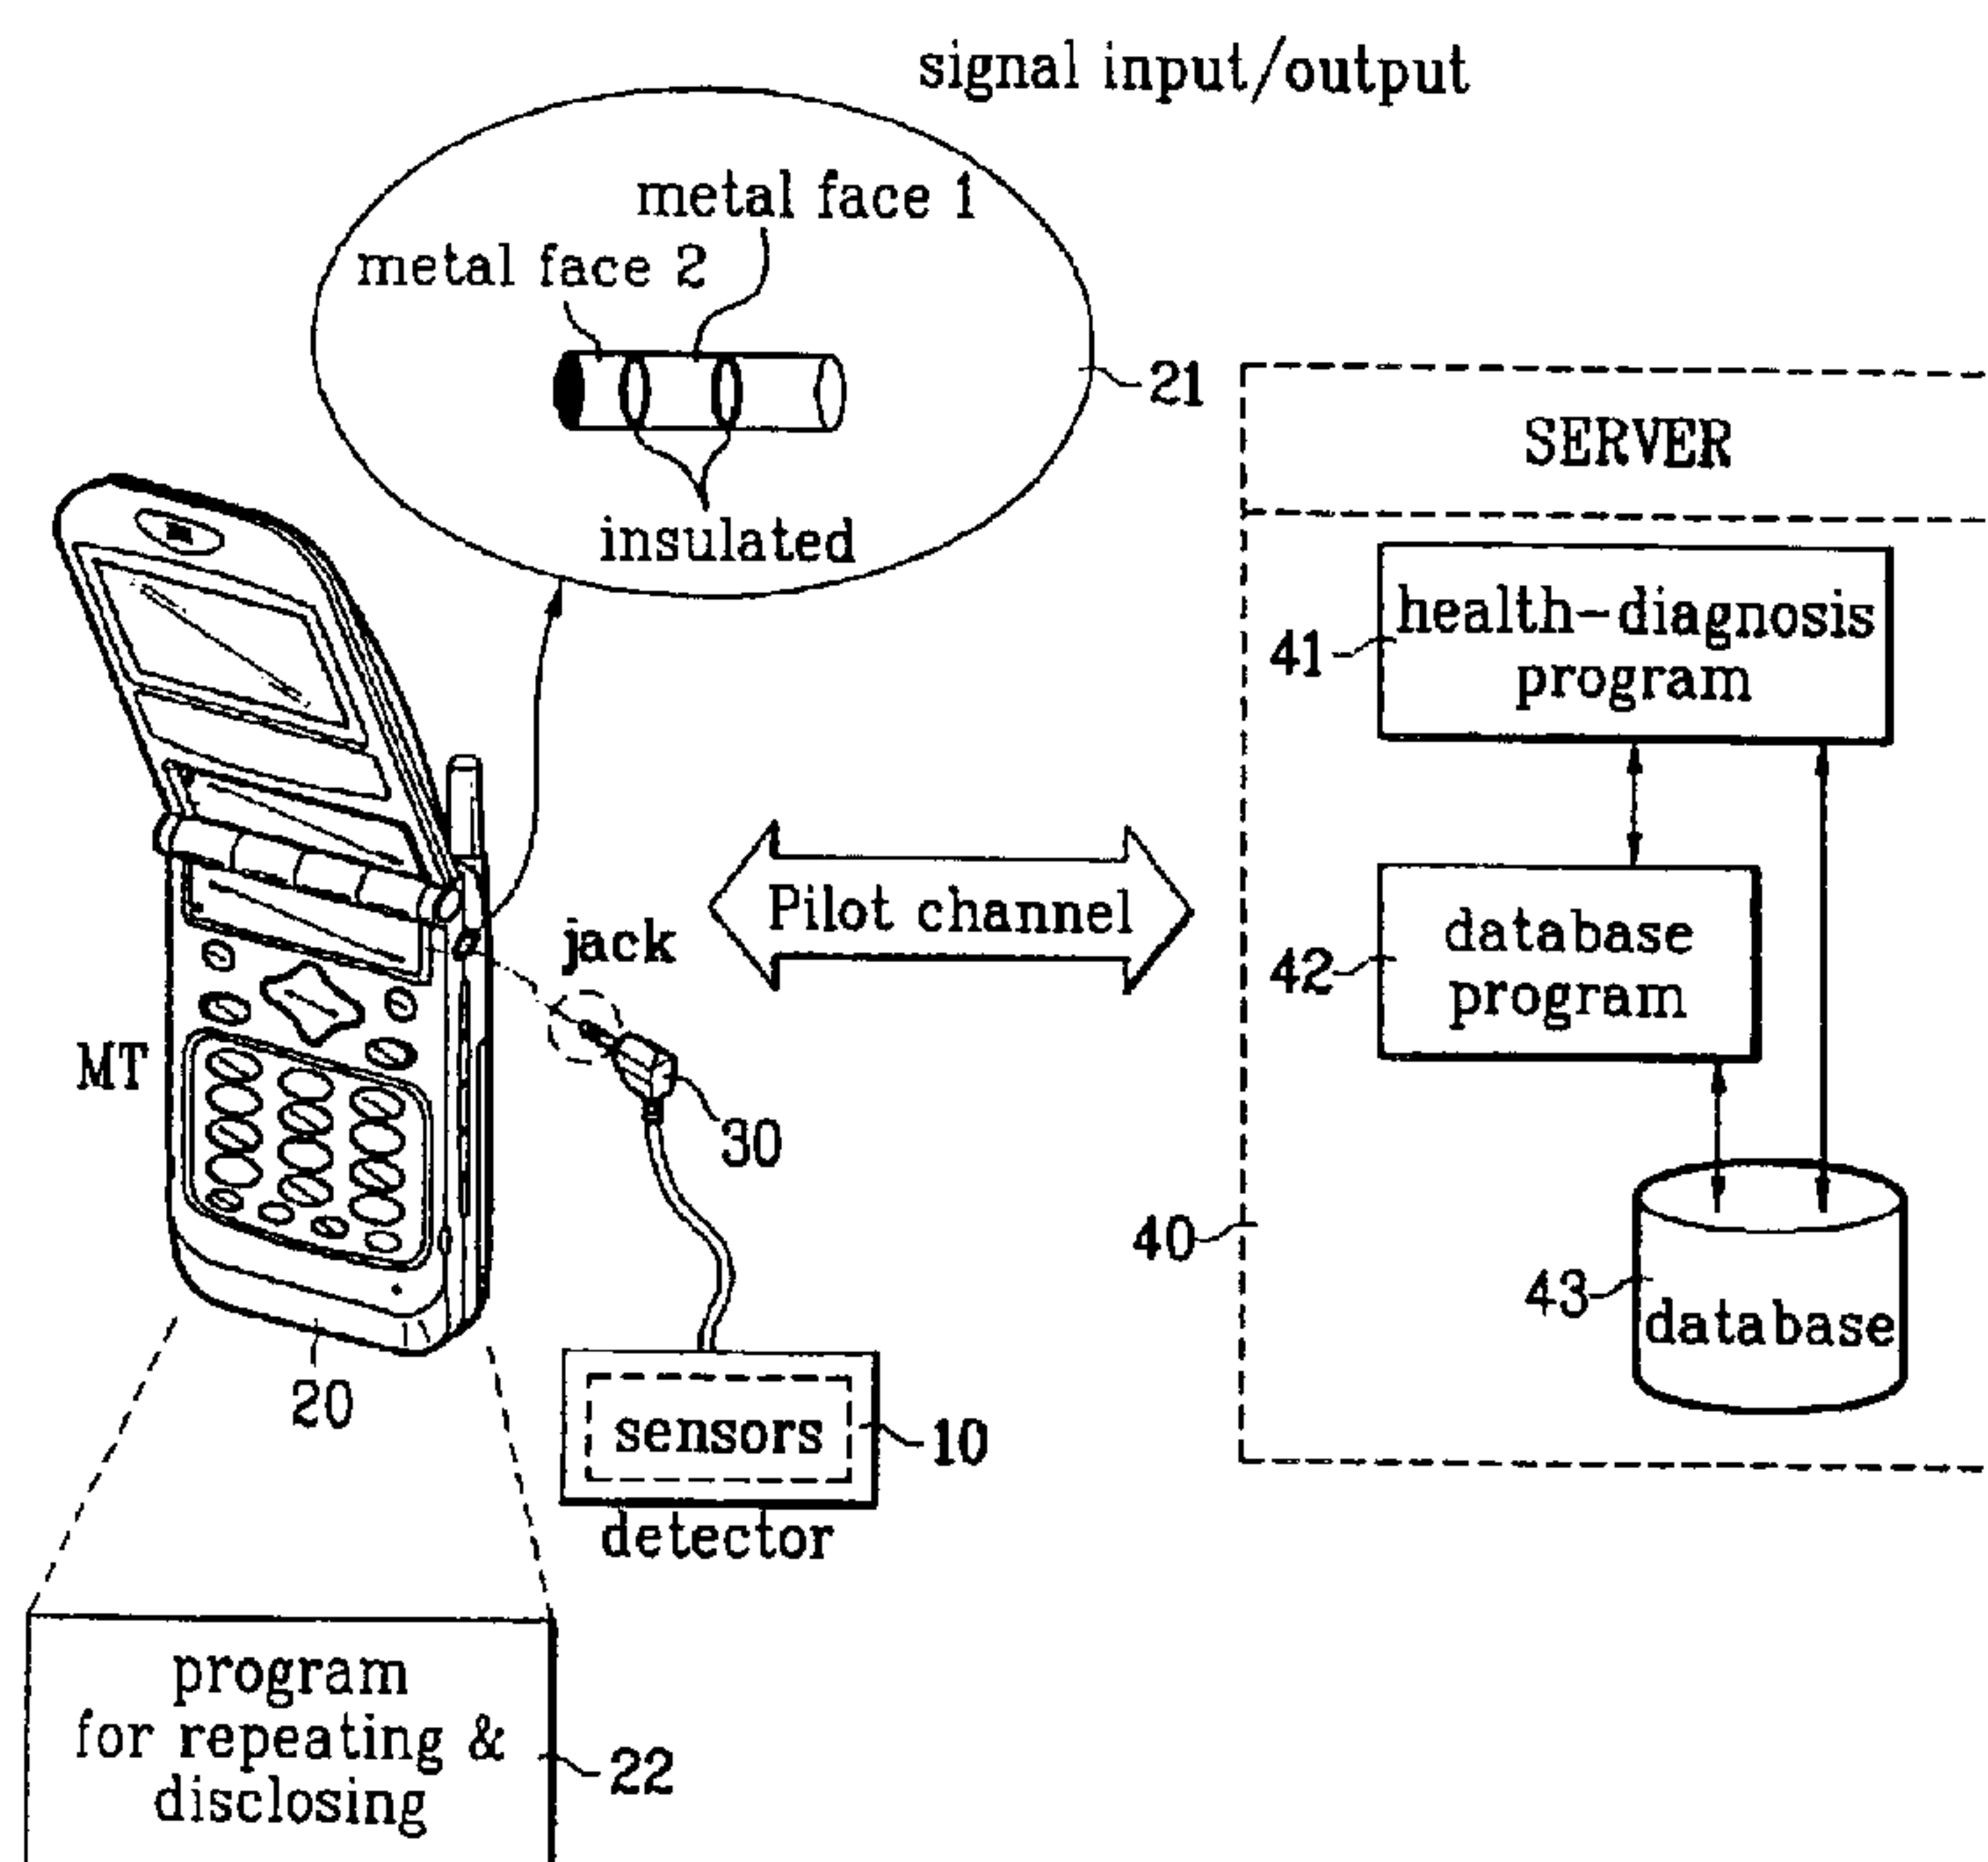 signal input/output
metal face 1
metal face 2
insulated
21
SERVER
health-diagnosis
program
41
Pilot channel
database
program
42
jack
MT
30
40
43
database
20
sensors
10
detector
program
for repeating &
disclosing
22